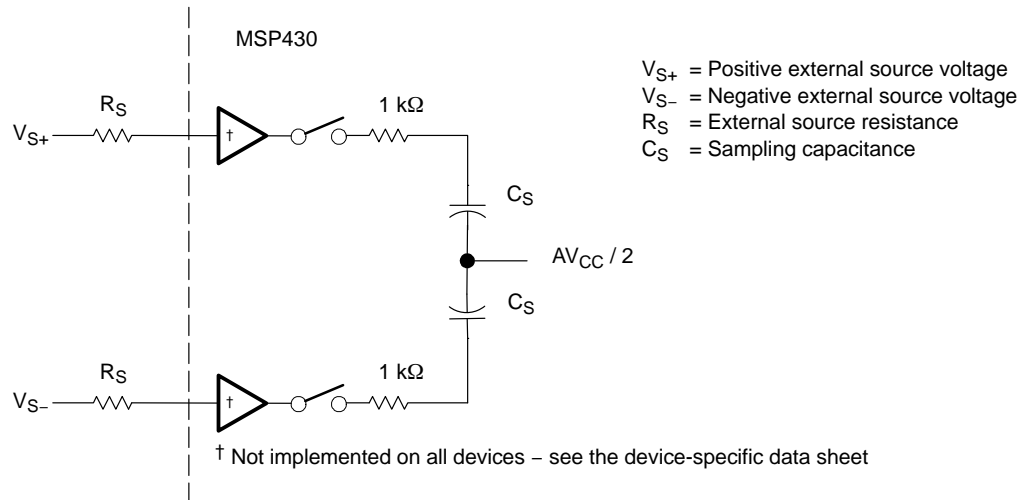 MSP430
V_S+ = Positive external source voltage
V_S− = Negative external source voltage
R_S = External source resistance
C_S = Sampling capacitance
R_S
1 kΩ
V_S+
†
C_S
AV_CC / 2
C_S
R_S
1 kΩ
V_S−
†
† Not implemented on all devices − see the device-specific data sheet